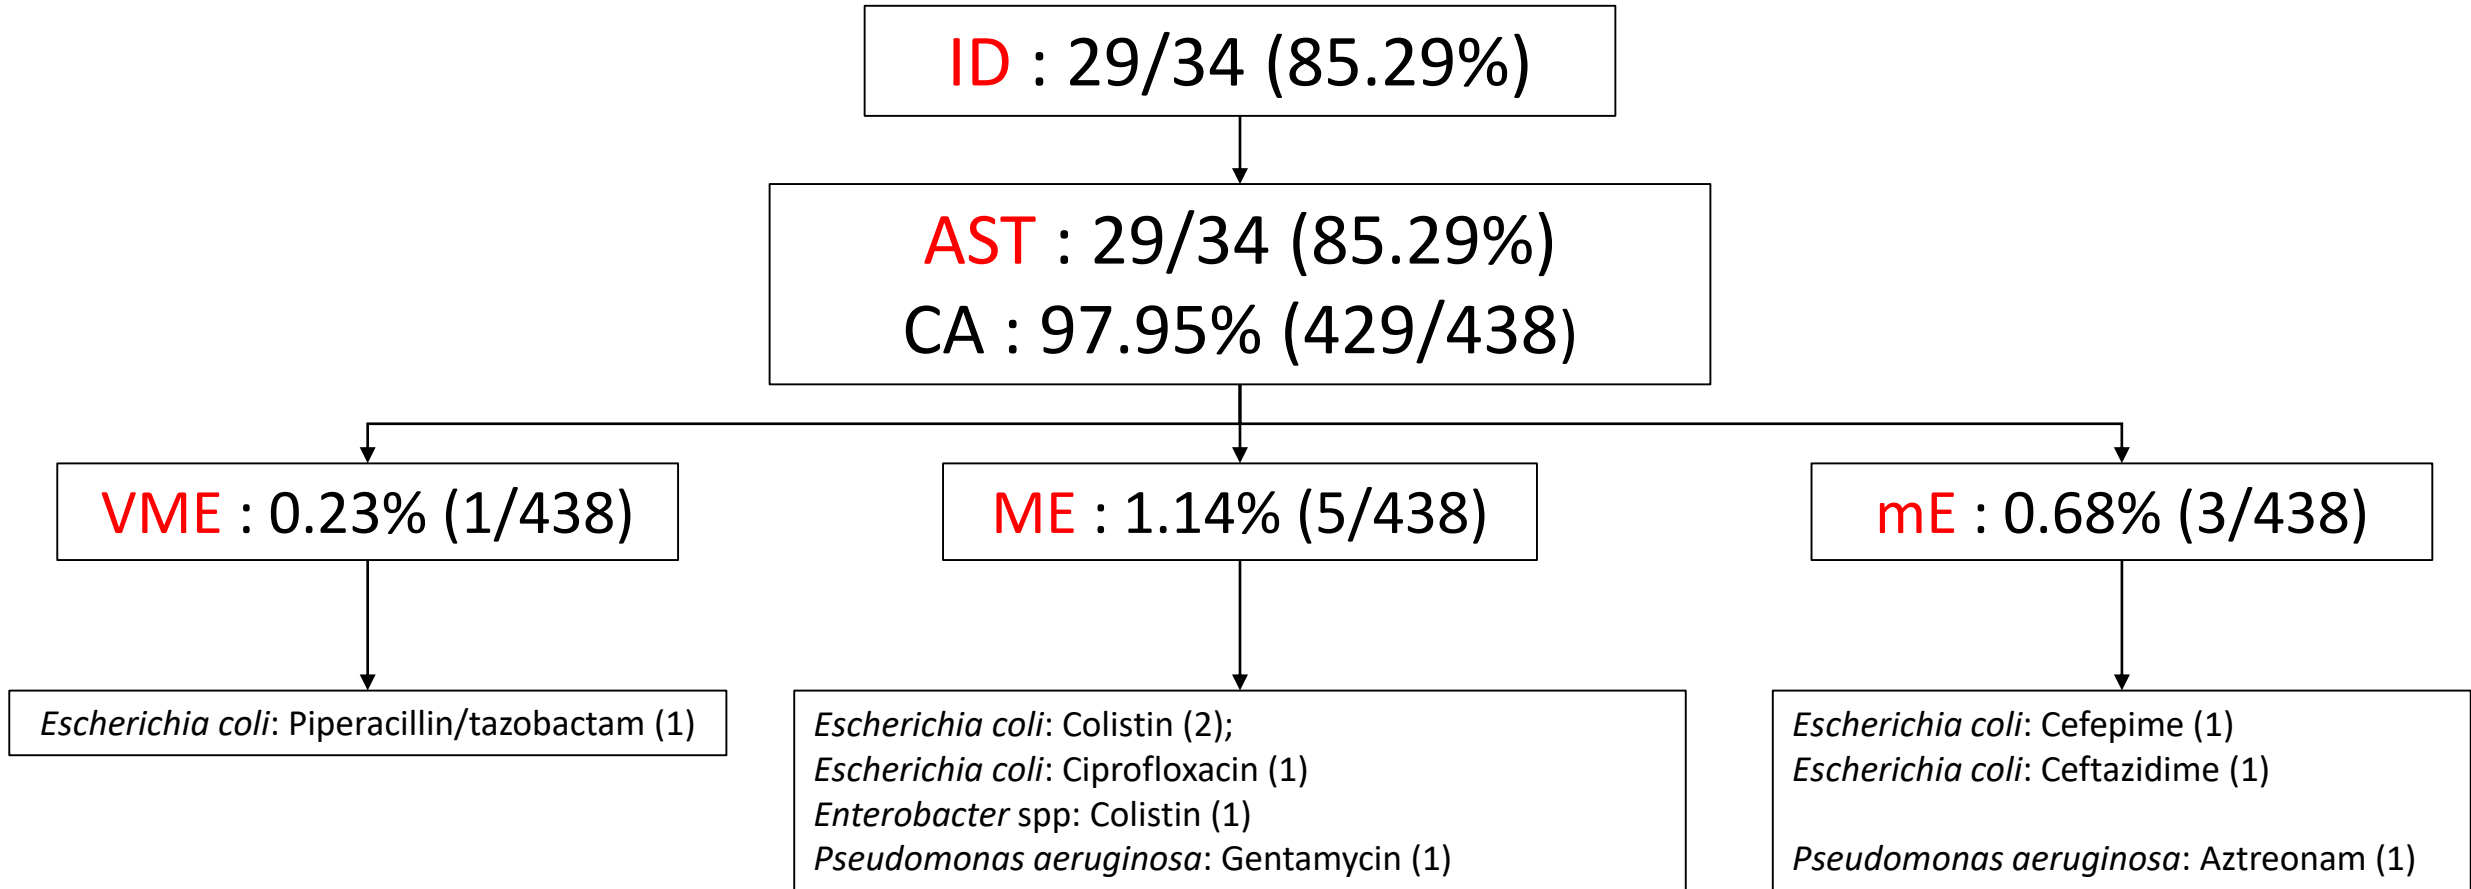 ID : 29/34 (85.29%)
AST : 29/34 (85.29%)
CA : 97.95% (429/438)
VME : 0.23% (1/438)
ME : 1.14% (5/438)
mE : 0.68% (3/438)
Escherichia coli: Piperacillin/tazobactam (1)
Escherichia coli: Colistin (2);
Escherichia coli: Ciprofloxacin (1)
Enterobacter spp: Colistin (1)
Pseudomonas aeruginosa: Gentamycin (1)
Escherichia coli: Cefepime (1)
Escherichia coli: Ceftazidime (1)
Pseudomonas aeruginosa: Aztreonam (1)